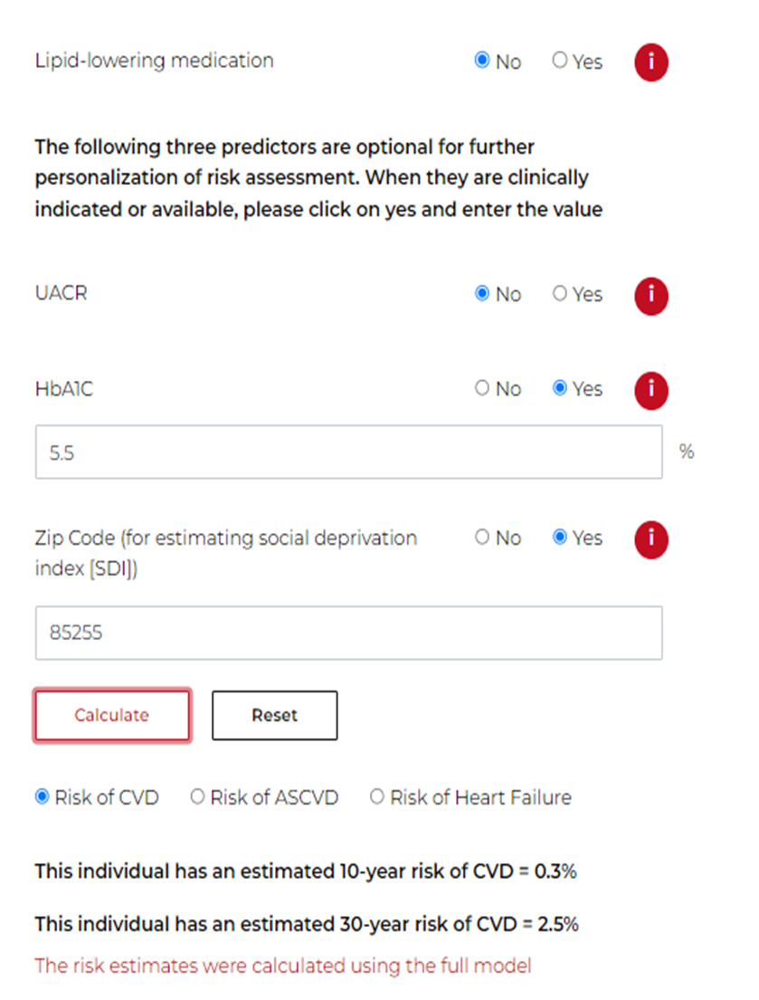 Lipid-lowering medication No Yes i
The following three predictors are optional for further
personalization of risk assessment. When they are clinically
indicated or available, please click on yes and enter the value
UACR No Yes i
HbA1C No Yes i
5.5 %
Zip Code (for estimating social deprivation No Yes i
index [SDI])
85255
Calculate Reset
Risk of CVD Risk of ASCVD Risk of Heart Failure
This individual has an estimated 10-year risk of CVD = 0.3%
This individual has an estimated 30-year risk of CVD = 2.5%
The risk estimates were calculated using the full model